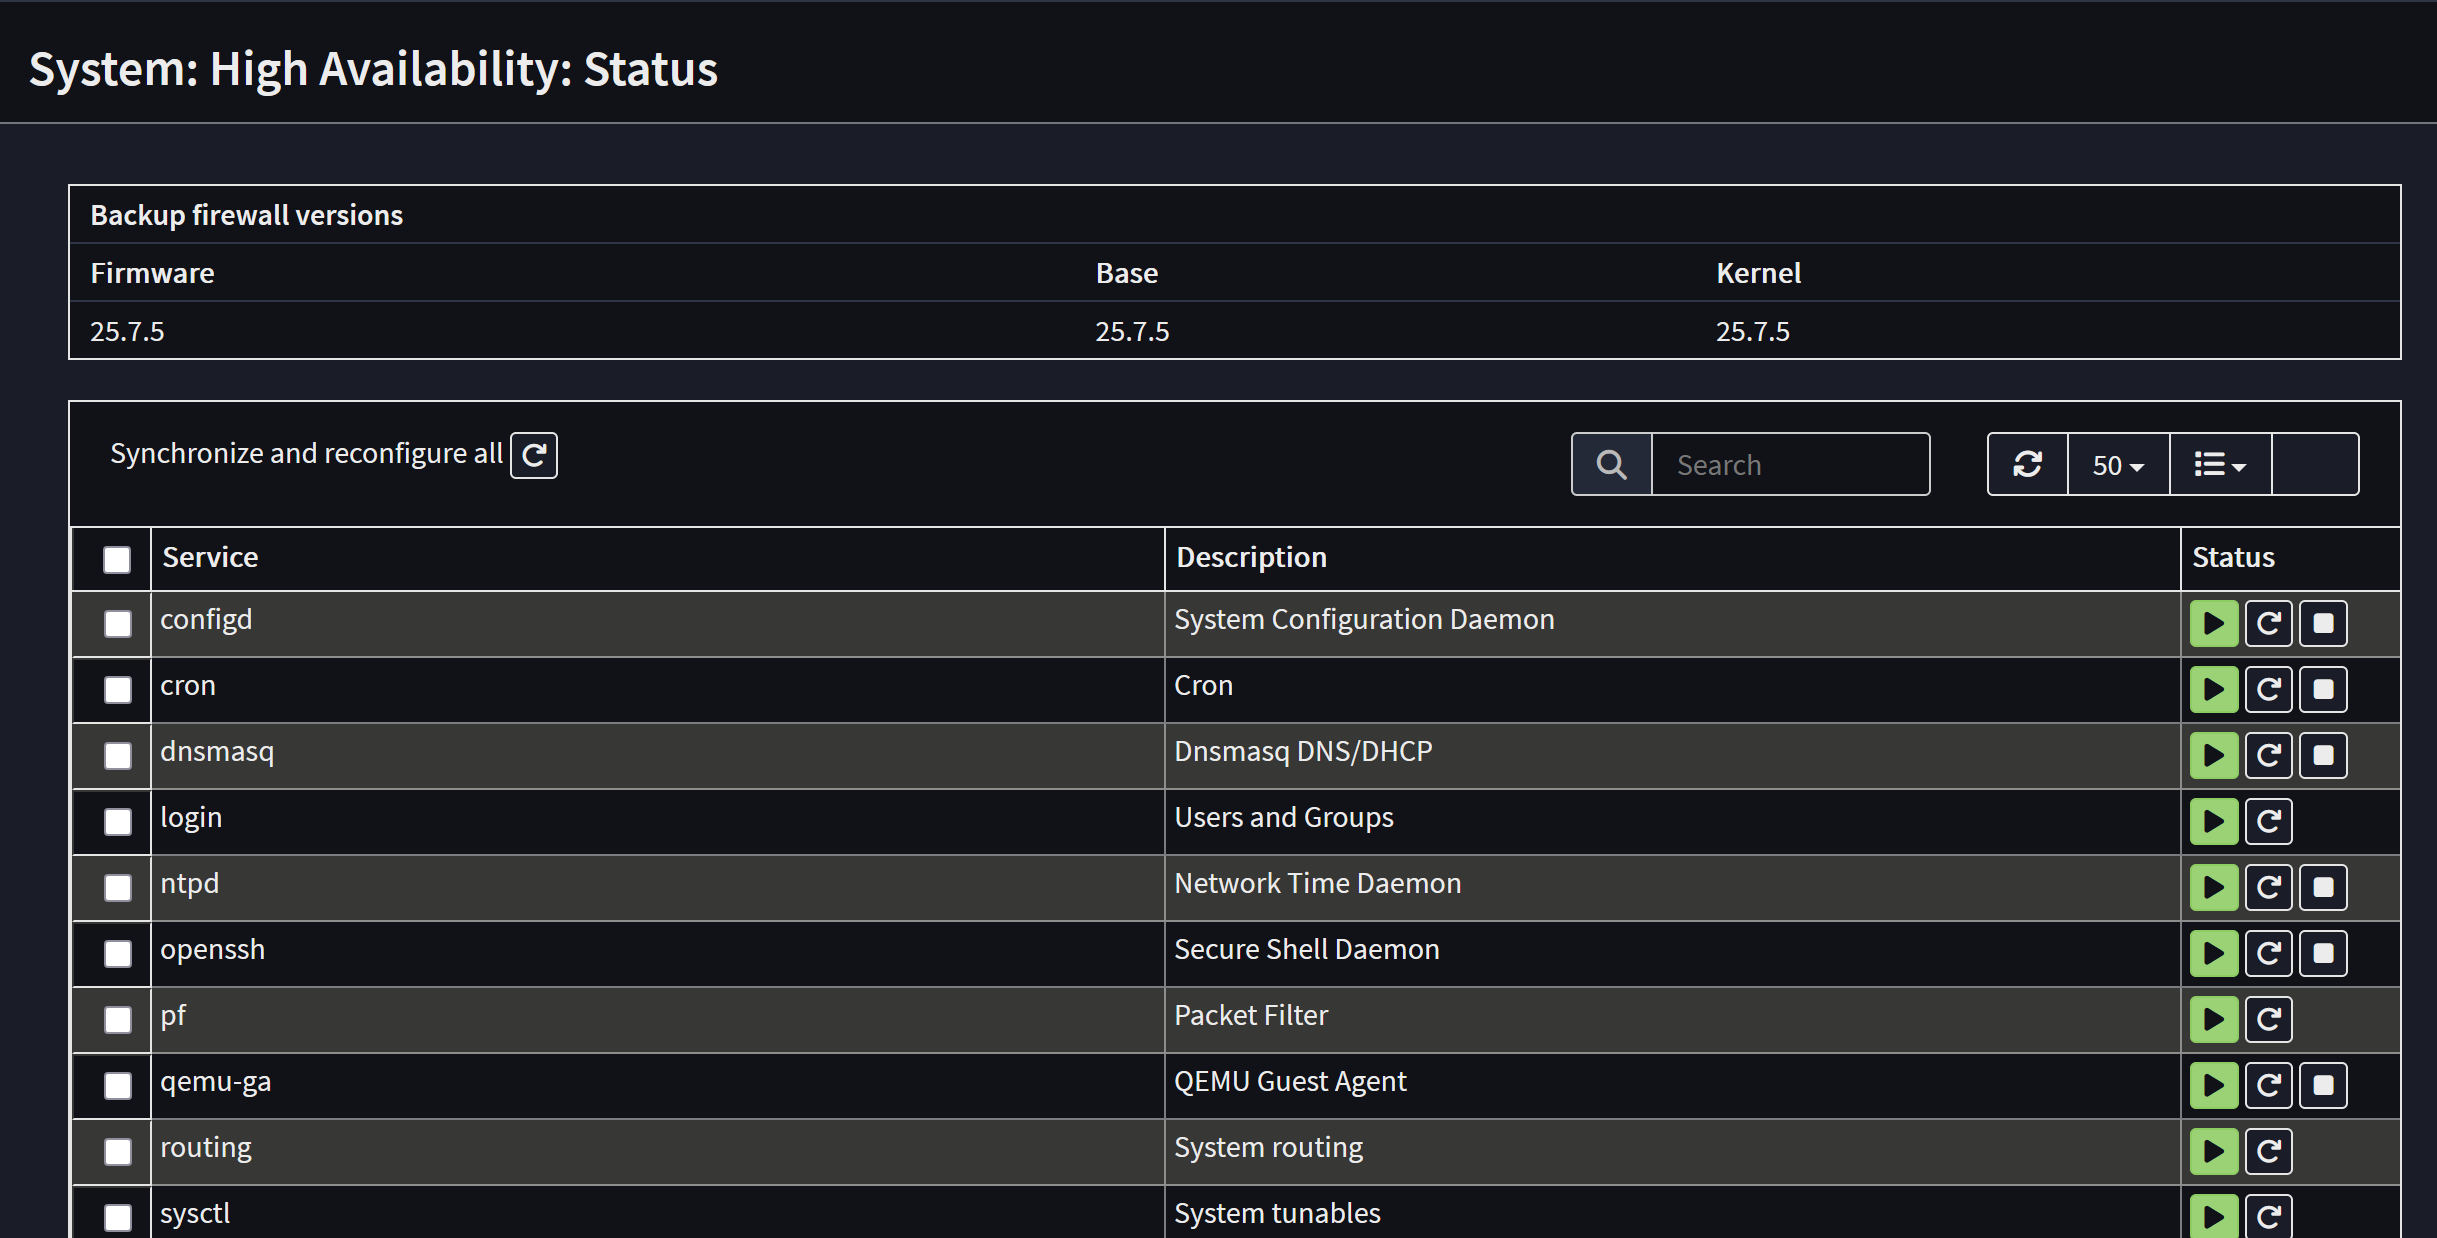 System: High Availability: Status
Backup firewall versions
Firmware Base Kernel
25.7.5 25.7.5 25.7.5
Synchronize and reconfigure all Search 50
Service Description Status
configd System Configuration Daemon
cron Cron
dnsmasq Dnsmasq DNS/DHCP
login Users and Groups
ntpd Network Time Daemon
openssh Secure Shell Daemon
pf Packet Filter
qemu-ga QEMU Guest Agent
routing System routing
sysctl System tunables